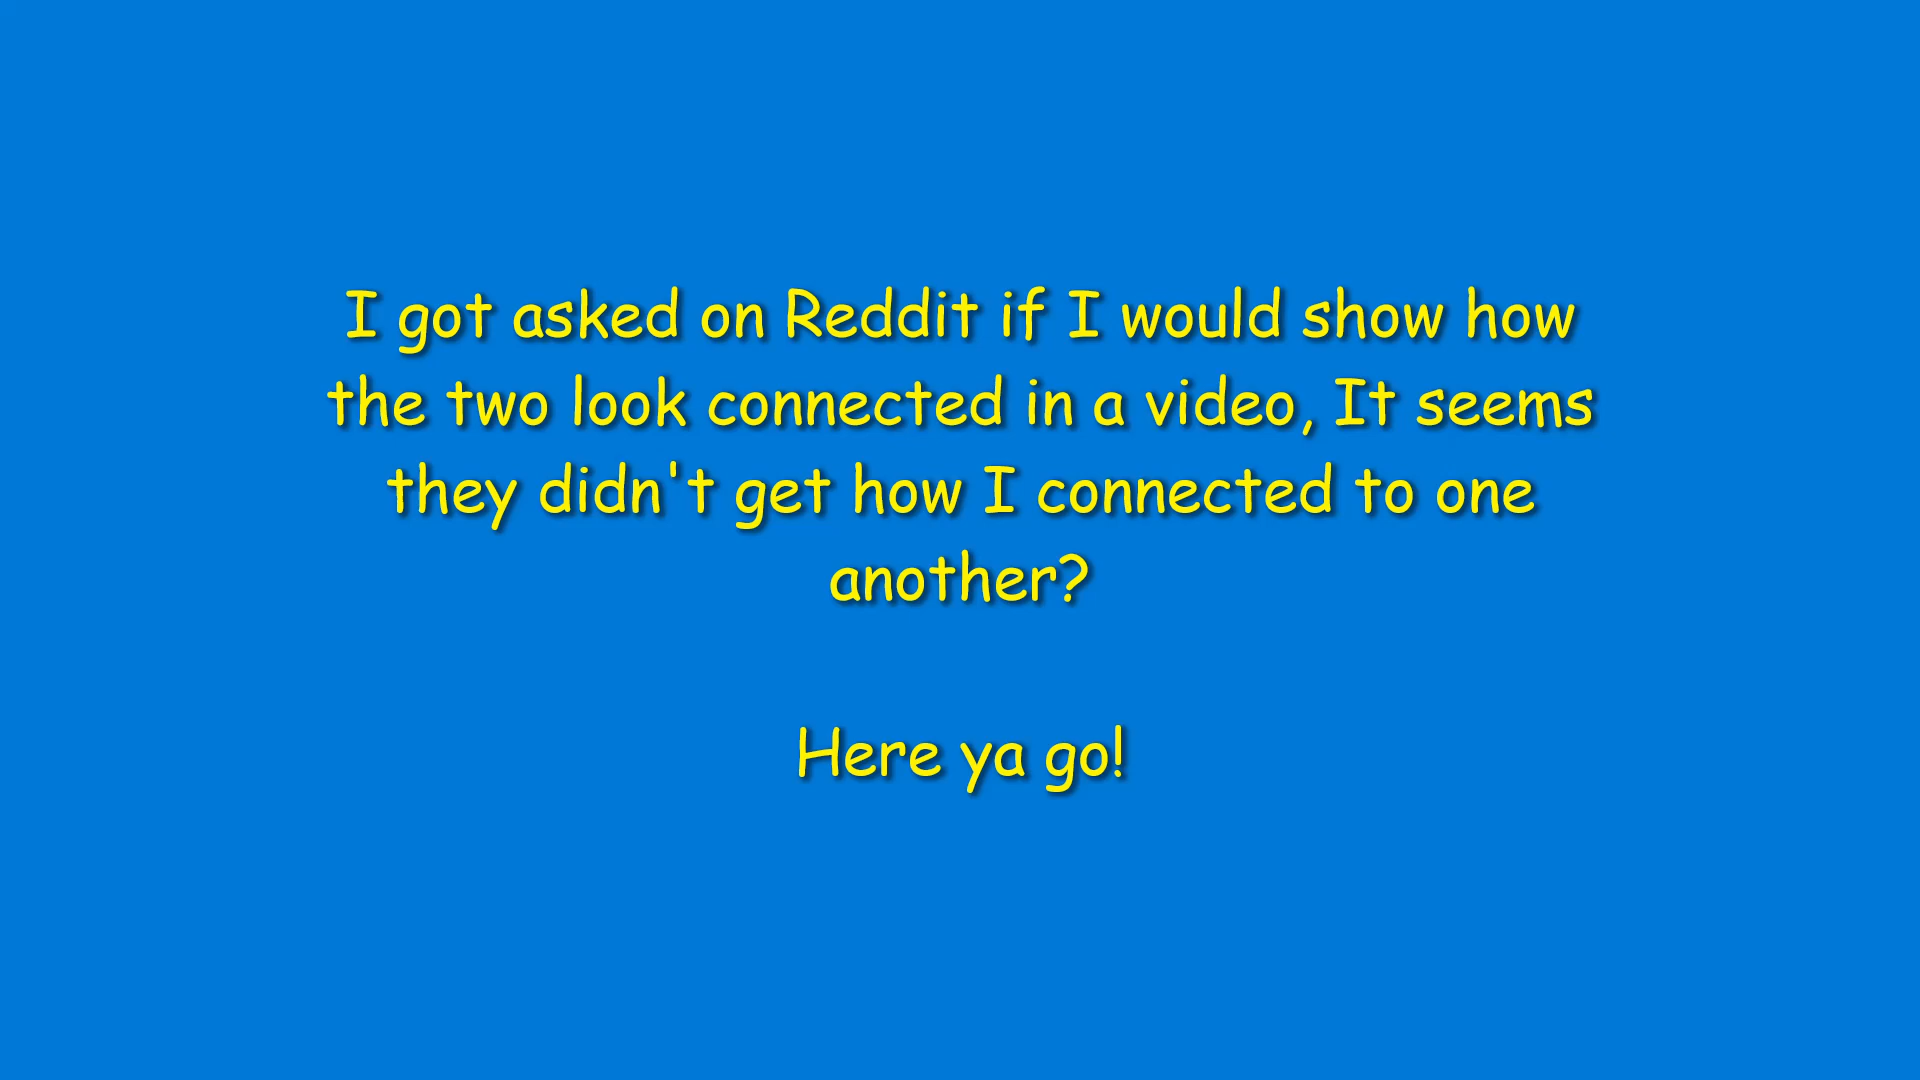 I got asked on Reddit if I would show how
the two look connected in a video, It seems
they didn't get how I connected to one
another?
Here ya go!